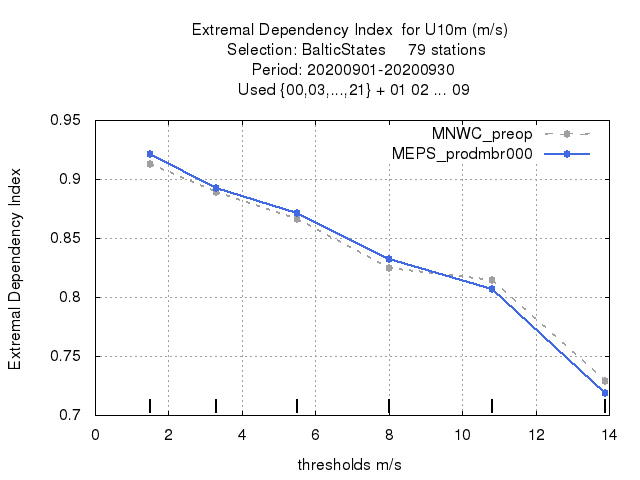 Extremal Dependency Index  for U10m (m/s)
Selection: BalticStates     79 stations
Period: 20200901-20200930
Used {00,03,...,21} + 01 02 ... 09
MNWC_preop
MEPS_prodmbr000
Extremal Dependency Index
0.95
0.9
0.85
0.8
0.75
0.7
0 2 4 6 8 10 12 14
thresholds m/s